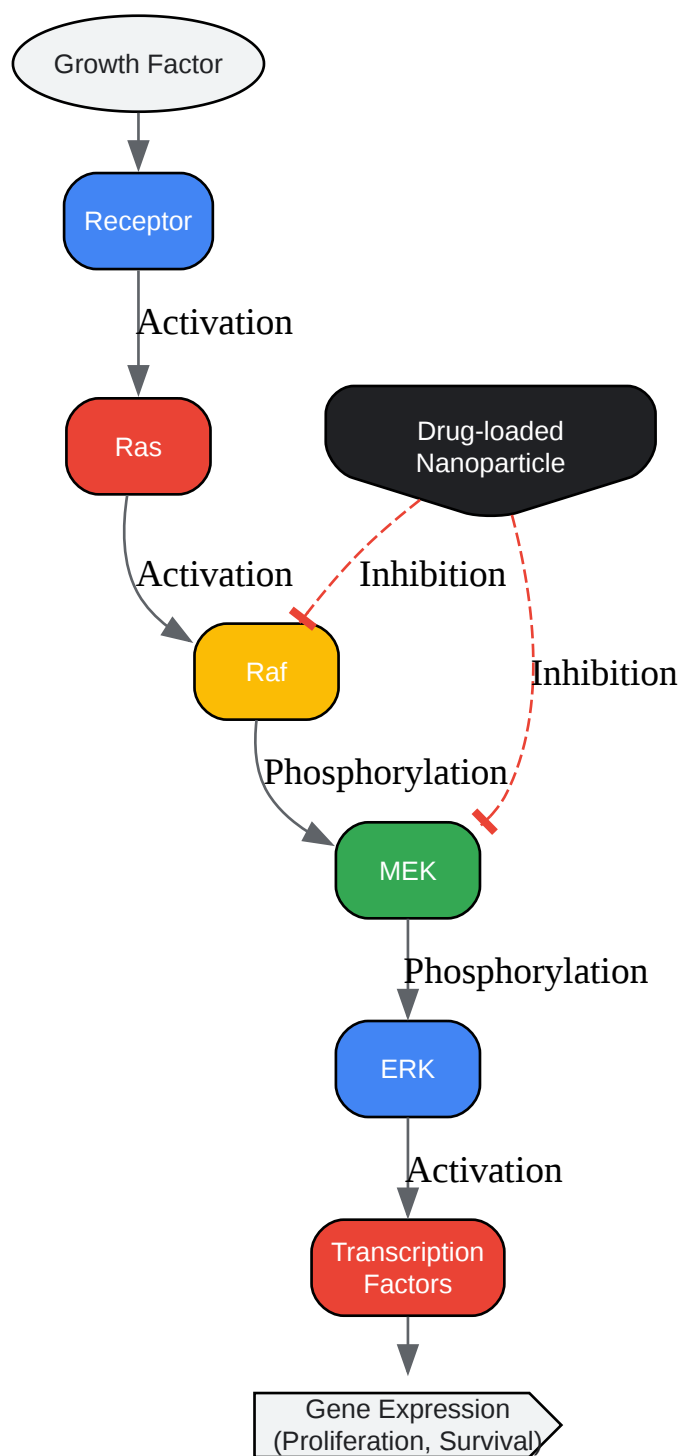 Growth Factor
Receptor
Activation
Ras
Drug-loaded
Nanoparticle
Activation
Inhibition
Raf
Inhibition
Phosphorylation
MEK
Phosphorylation
ERK
Activation
Transcription
Factors
Gene Expression
(Proliferation, Survival)